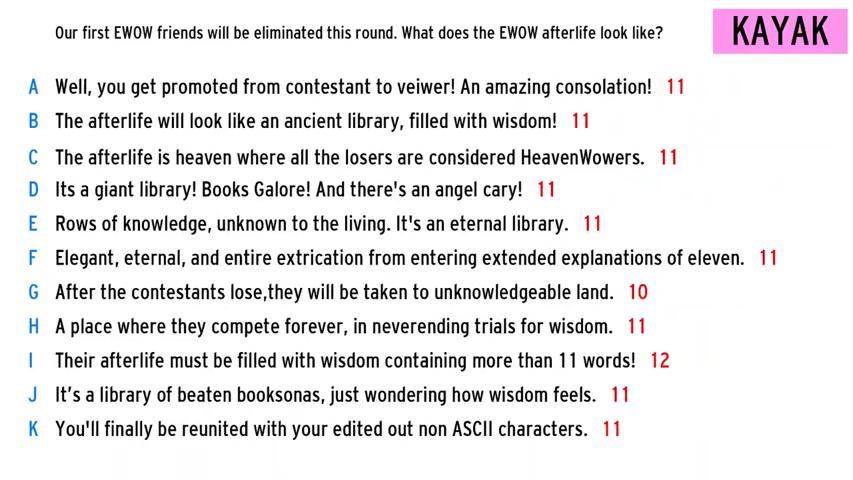 Our first EWOW friends will be eliminated this round. What does the EWOW afterlife look like?
KAYAK
A Well, you get promoted from contestant to veiwer! An amazing consolation! 11
B The afterlife will look like an ancient library, filled with wisdom! 11
C The afterlife is heaven where all the losers are considered HeavenWowers. 11
D Its a giant library! Books Galore! And there's an angel cary! 11
E Rows of knowledge, unknown to the living. It's an eternal library. 11
F Elegant, eternal, and entire extrication from entering extended explanations of eleven. 11
G After the contestants lose,they will be taken to unknowledgeable land. 10
H A place where they compete forever, in neverending trials for wisdom. 11
I Their afterlife must be filled with wisdom containing more than 11 words! 12
J It’s a library of beaten booksonas, just wondering how wisdom feels. 11
K You'll finally be reunited with your edited out non ASCII characters. 11